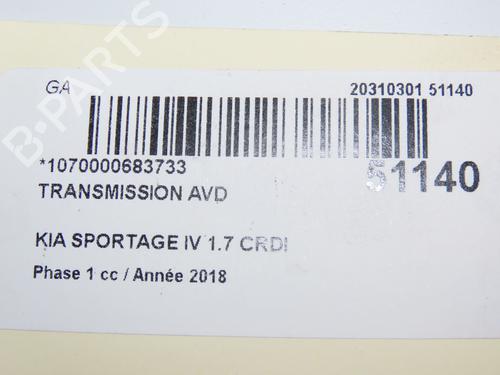 B-PARTS
GA
20310301 51140
*1070000683733
51140
TRANSMISSION AVD
KIA SPORTAGE IV 1.7 CRDI
Phase 1 cc / Année 2018